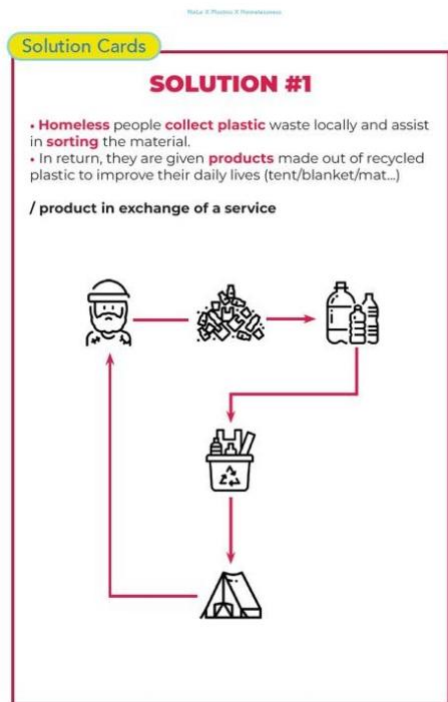 Solution Cards
SOLUTION #1
• Homeless people collect plastic waste locally and assist
in sorting the material.
• In return, they are given products made out of recycled
plastic to improve their daily lives (tent/blanket/mat...)
/ product in exchange of a service